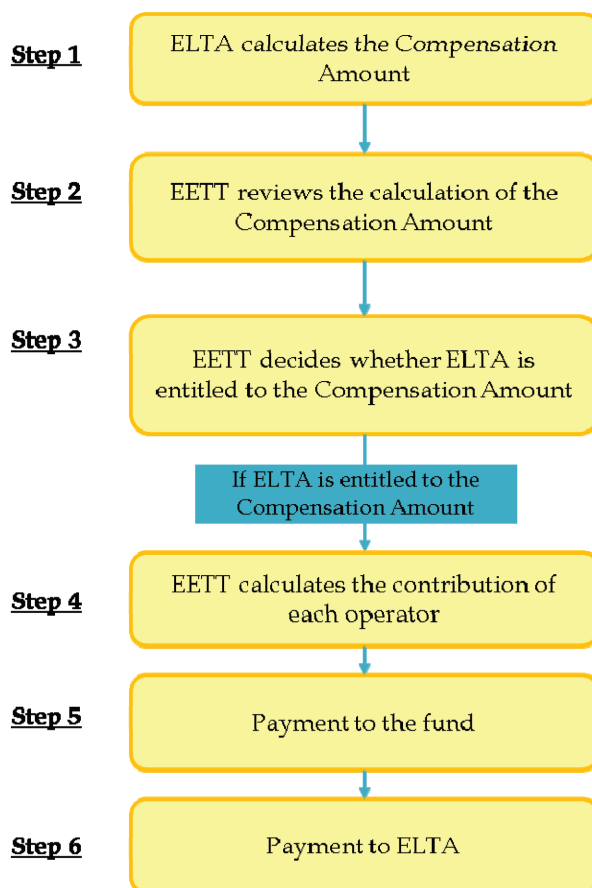 Step 1
ELTA calculates the Compensation
Amount
Step 2
EETT reviews the calculation of the
Compensation Amount
Step 3
EETT decides whether ELTA is
entitled to the Compensation Amount
If ELTA is entitled to the
Compensation Amount
Step 4
EETT calculates the contribution of
each operator
Step 5
Payment to the fund
Step 6
Payment to ELTA